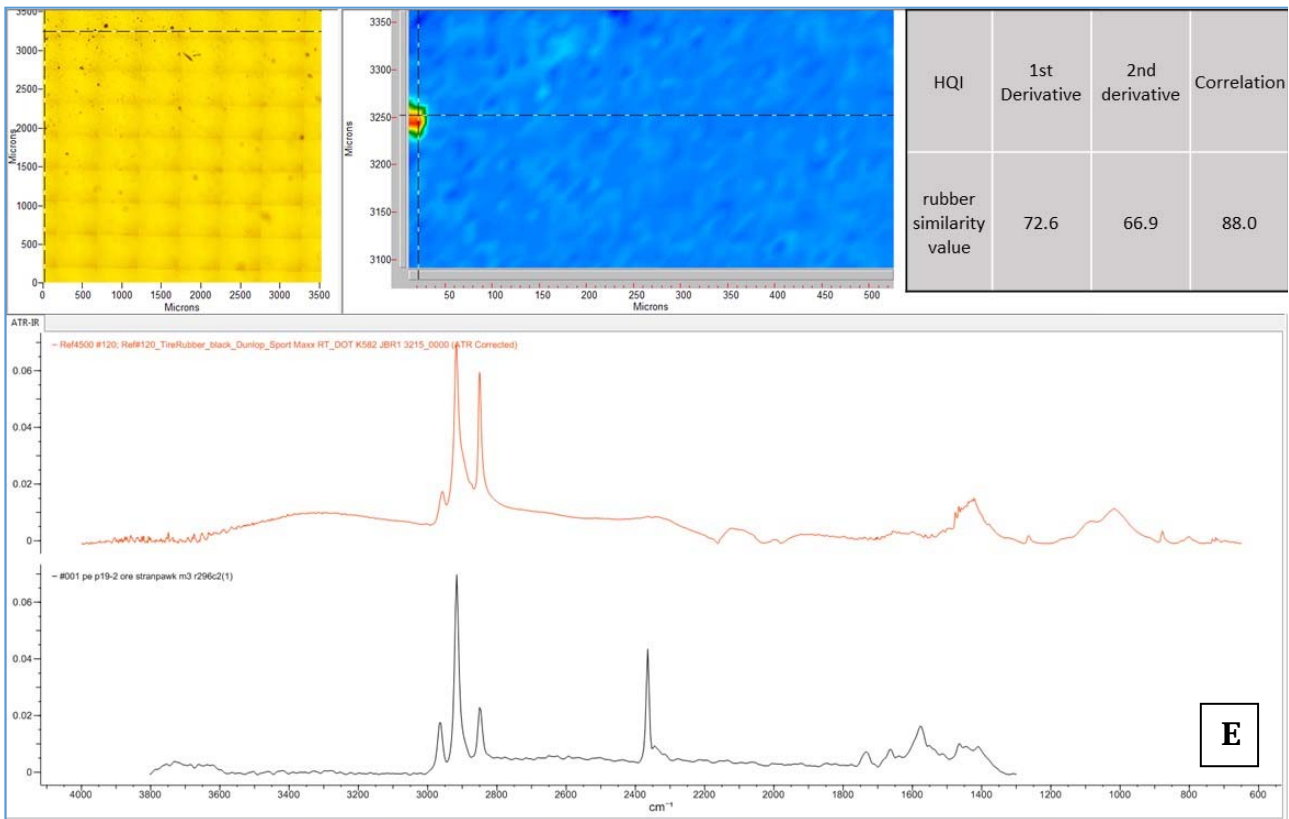 3500
3000
2500
2000
1500
1000
500
0
Microns
0 500 1000 1500 2000 2500 3000 3500
Microns
3350
3300
3250
3200
3150
3100
Microns
50 100 150 200 250 300 350 400 450 500
Microns
HQI
1st
Derivative
2nd
derivative
Correlation
rubber
similarity
value
72.6
66.9
88.0
ATR-IR
Ref4500 #120; Ref#120_TireRubber_black_Dunlop_Sport Maxx RT_DOT K582 JBR1 3215_0000 (ATR Corrected)
0.06
0.04
0.02
0
#001 pe p19-2 ore stranpawk m3 r296c2(1)
0.06
0.04
0.02
0
E
4000 3800 3600 3400 3200 3000 2800 2600 2400 2200 2000 1800 1600 1400 1200 1000 800 600
cm⁻¹